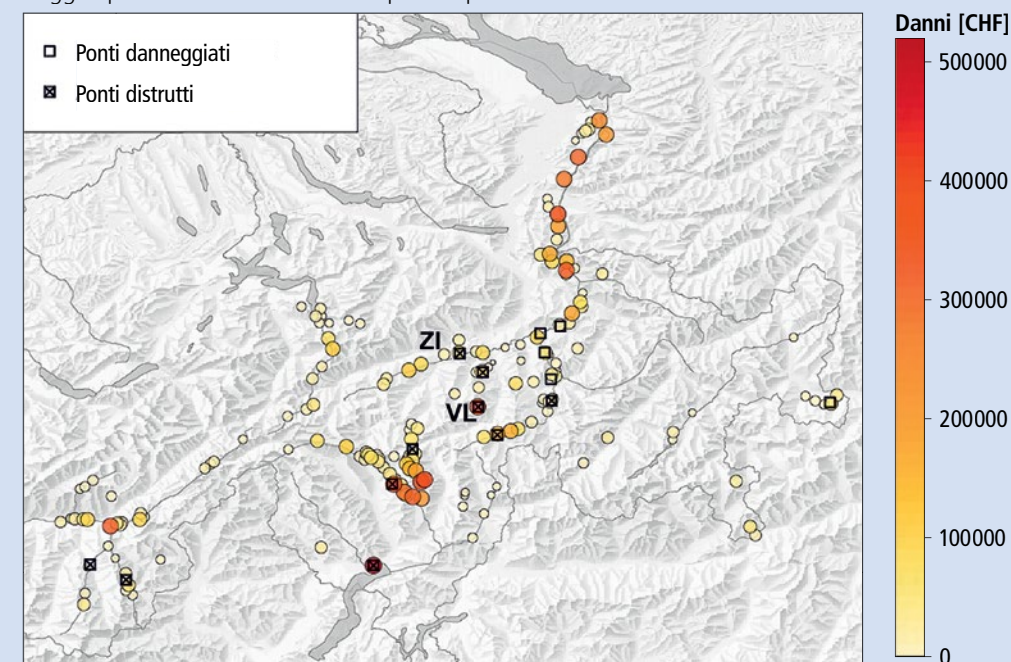 Ponti danneggiati
Ponti distrutti
ZI
VL
Danni [CHF]
500000
400000
300000
200000
100000
0